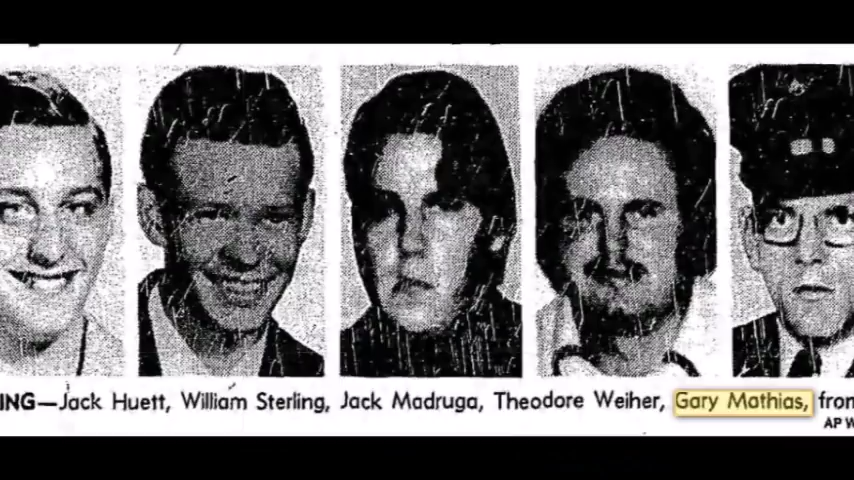 ING—Jack Huett, William Sterling, Jack Madruga, Theodore Weiher, Gary Mathias, from
AP W